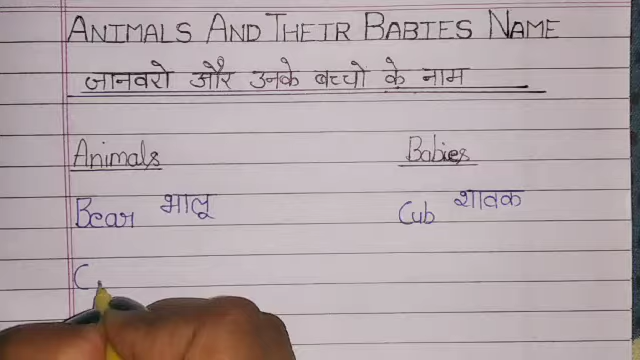 ANIMALS AND THEIR BABIES NAME
जानवरो और उनके बच्चो के नाम
Animals Babies
Bear भालू Cub शावक
C